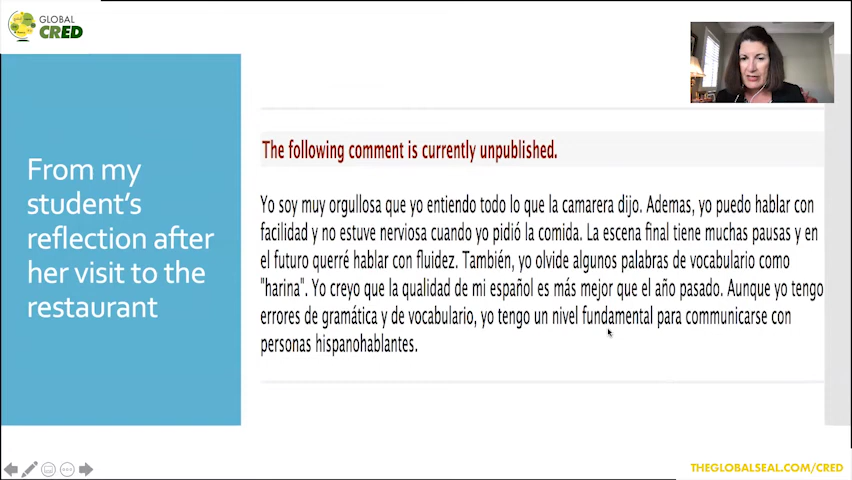 GLOBAL
CRED
From my
student's
reflection after
her visit to the
restaurant
The following comment is currently unpublished.
Yo soy muy orgullosa que yo entiendo todo lo que la camarera dijo. Ademas, yo puedo hablar con
facilidad y no estuve nerviosa cuando yo pidió la comida. La escena final tiene muchas pausas y en
el futuro querré hablar con fluidez. También, yo olvide algunos palabras de vocabulario como
"harina". Yo creyo que la qualidad de mi español es más mejor que el año pasado. Aunque yo tengo
errores de gramática y de vocabulario, yo tengo un nivel fundamental para communicarse con
personas hispanohablantes.
THEGLOBALSEAL.COM/CRED